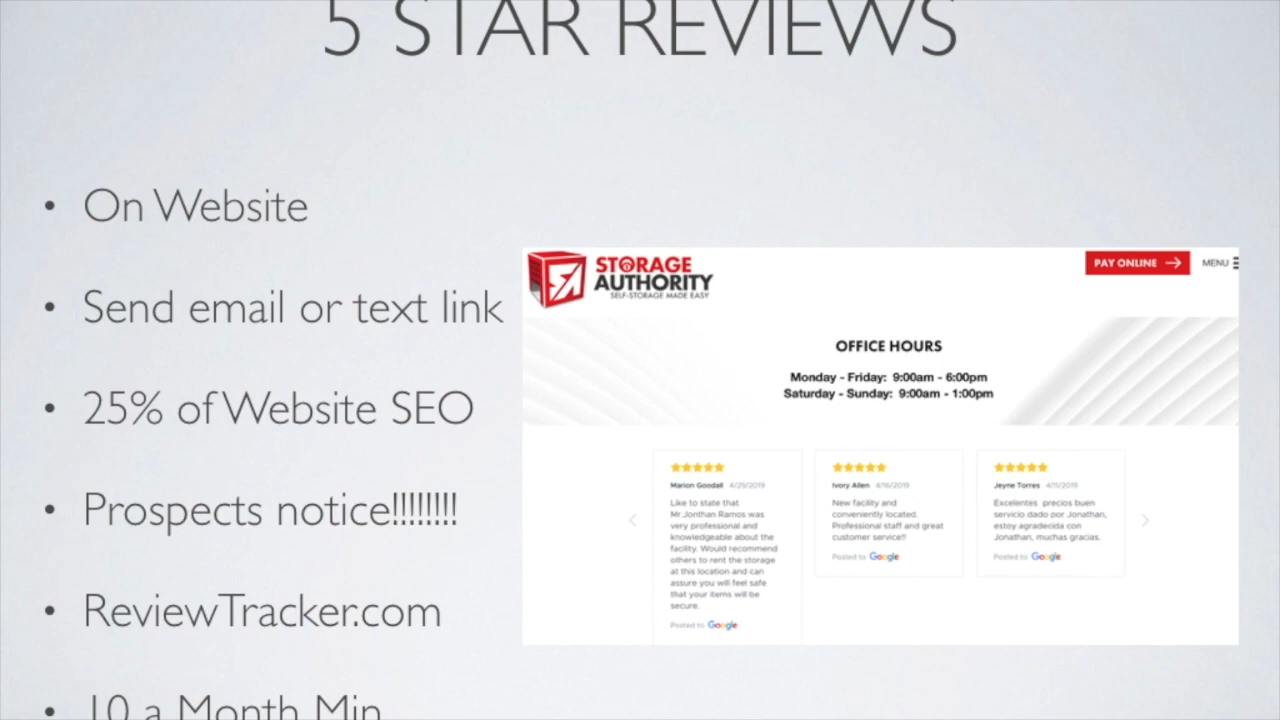 5 STAR REVIEWS
• On Website
• Send email or text link
• 25% of Website SEO
• Prospects notice!!!!!!!!
• ReviewTracker.com
• 10 a Month Min
STORAGE
AUTHORITY
SELF-STORAGE MADE EASY
PAY ONLINE →
MENU
OFFICE HOURS
Monday - Friday: 9:00am - 6:00pm
Saturday - Sunday: 9:00am - 1:00pm
Marion Goodall 4/29/2019
Like to state that
Mr.Jonthan Ramos was
very professional and
knowledgeable about the
facility. Would recommend
others to rent the storage
at this location and can
assure you will feel safe
that your items will be
secure.
Posted to Google
Ivory Allen 4/16/2019
New facility and
conveniently located.
Professional staff and great
customer service!!
Posted to Google
Jeyne Torres 4/11/2019
Excelentes precios buen
servicio dado por Jonathan,
estoy agradecida con
Jonathan, muchas gracias.
Posted to Google